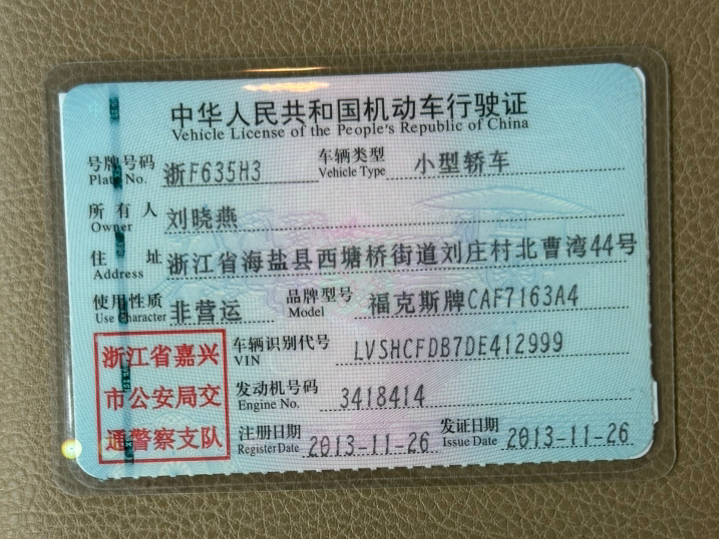 中华人民共和国机动车行驶证
Vehicle License of the People's Republic of China
号牌号码 浙F635H3 车辆类型 小型轿车
Plate No. Vehicle Type
所有人 刘晓燕
Owner
住址 浙江省海盐县西塘桥街道刘庄村北曹湾44号
Address
使用性质 非营运 品牌型号 福克斯牌CAF7163A4
Use Character Model
浙江省嘉兴
市公安局交
通警察支队
车辆识别代号 LVSHCFDB7DE412999
VIN
发动机号码 3418414
Engine No.
注册日期 2013-11-26 发证日期 2013-11-26
Register Date Issue Date